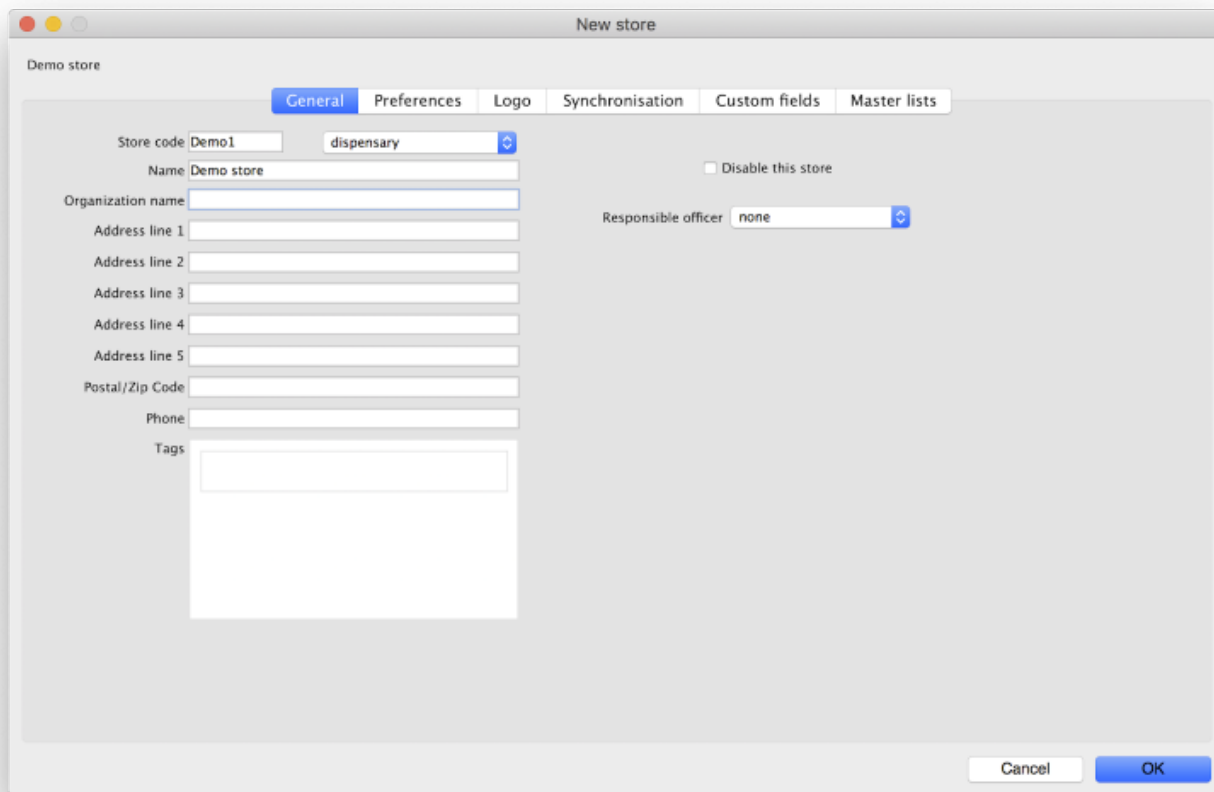 New store
Demo store
General Preferences Logo Synchronisation Custom fields Master lists
Store code Demo1 dispensary
Name Demo store
Disable this store
Organization name
Responsible officer none
Address line 1
Address line 2
Address line 3
Address line 4
Address line 5
Postal/Zip Code
Phone
Tags
Cancel OK